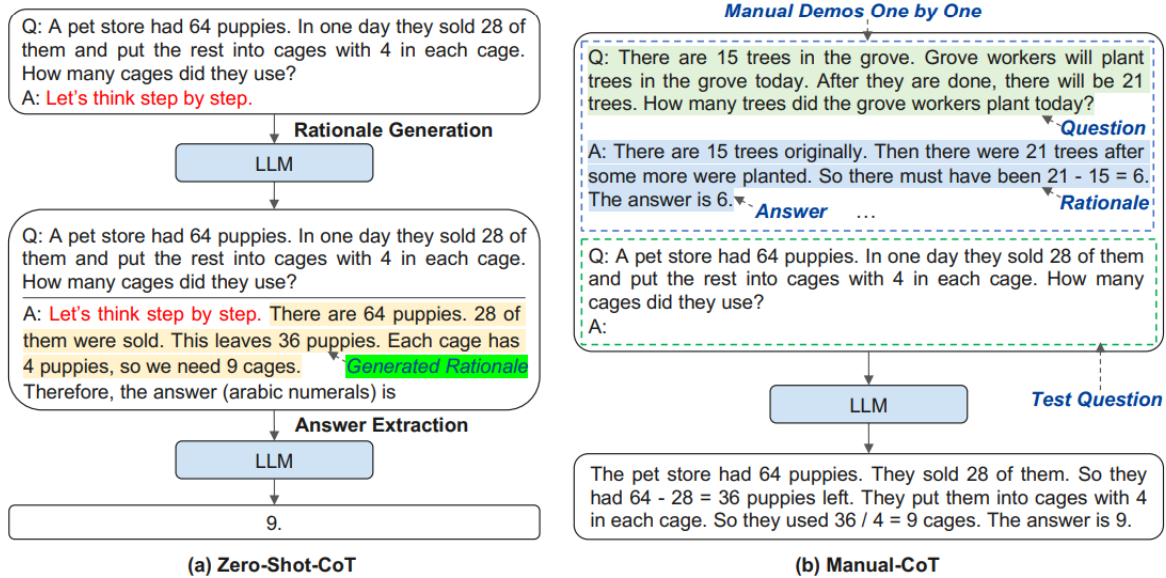 Q: A pet store had 64 puppies. In one day they sold 28 of
them and put the rest into cages with 4 in each cage.
How many cages did they use?
A: Let's think step by step.
Rationale Generation
LLM
Q: A pet store had 64 puppies. In one day they sold 28 of
them and put the rest into cages with 4 in each cage.
How many cages did they use?
A: Let's think step by step. There are 64 puppies. 28 of
them were sold. This leaves 36 puppies. Each cage has
4 puppies, so we need 9 cages.
Generated Rationale
Therefore, the answer (arabic numerals) is
Answer Extraction
LLM
9.
(a) Zero-Shot-CoT
Manual Demos One by One
Q: There are 15 trees in the grove. Grove workers will plant
trees in the grove today. After they are done, there will be 21
trees. How many trees did the grove workers plant today?
Question
A: There are 15 trees originally. Then there were 21 trees after
some more were planted. So there must have been 21 - 15 = 6.
The answer is 6.
Answer
...
Rationale
Q: A pet store had 64 puppies. In one day they sold 28 of them
and put the rest into cages with 4 in each cage. How many
cages did they use?
A:
LLM
Test Question
The pet store had 64 puppies. They sold 28 of them. So they
had 64 - 28 = 36 puppies left. They put them into cages with 4
in each cage. So they used 36 / 4 = 9 cages. The answer is 9.
(b) Manual-CoT